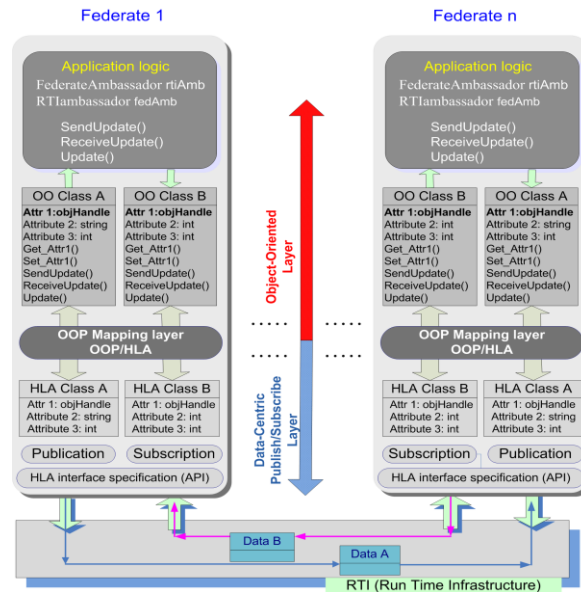 Federate 1
Application logic
FederateAmbassador rtiAmb
RTIambassador fedAmb
SendUpdate()
ReceiveUpdate()
Update()
OO Class A
Attr 1:objHandle
Attribute 2: string
Attribute 3: int
Get_Attr1()
Set_Attr1()
SendUpdate()
ReceiveUpdate()
Update()
OO Class B
Attr 1:objHandle
Attribute 2: int
Attribute 3: int
Get_Attr1()
Set_Attr1()
SendUpdate()
ReceiveUpdate()
Update()
OOP Mapping layer
OOP/HLA
HLA Class A
Attr 1: objHandle
Attribute 2: string
Attribute 3: int
HLA Class B
Attr 1: objHandle
Attribute 2: int
Attribute 3: int
Publication
Subscription
HLA interface specification (API)
Object-Oriented
Layer
Data-Centric
Publish/Subscribe
Layer
Federate n
Application logic
FederateAmbassador rtiAmb
RTIambassador fedAmb
SendUpdate()
ReceiveUpdate()
Update()
OO Class B
Attr 1:objHandle
Attribute 2: int
Attribute 3: int
Get_Attr1()
Set_Attr1()
SendUpdate()
ReceiveUpdate()
Update()
OO Class A
Attr 1:objHandle
Attribute 2: int
Attribute 3: int
Get_Attr1()
Set_Attr1()
SendUpdate()
ReceiveUpdate()
Update()
OOP Mapping layer
OOP/HLA
HLA Class B
Attr 1: objHandle
Attribute 2: int
Attribute 3: int
HLA Class A
Attr 1: objHandle
Attribute 2: string
Attribute 3: int
Subscription
Publication
HLA interface specification (API)
Data B
Data A
RTI (Run Time Infrastructure)